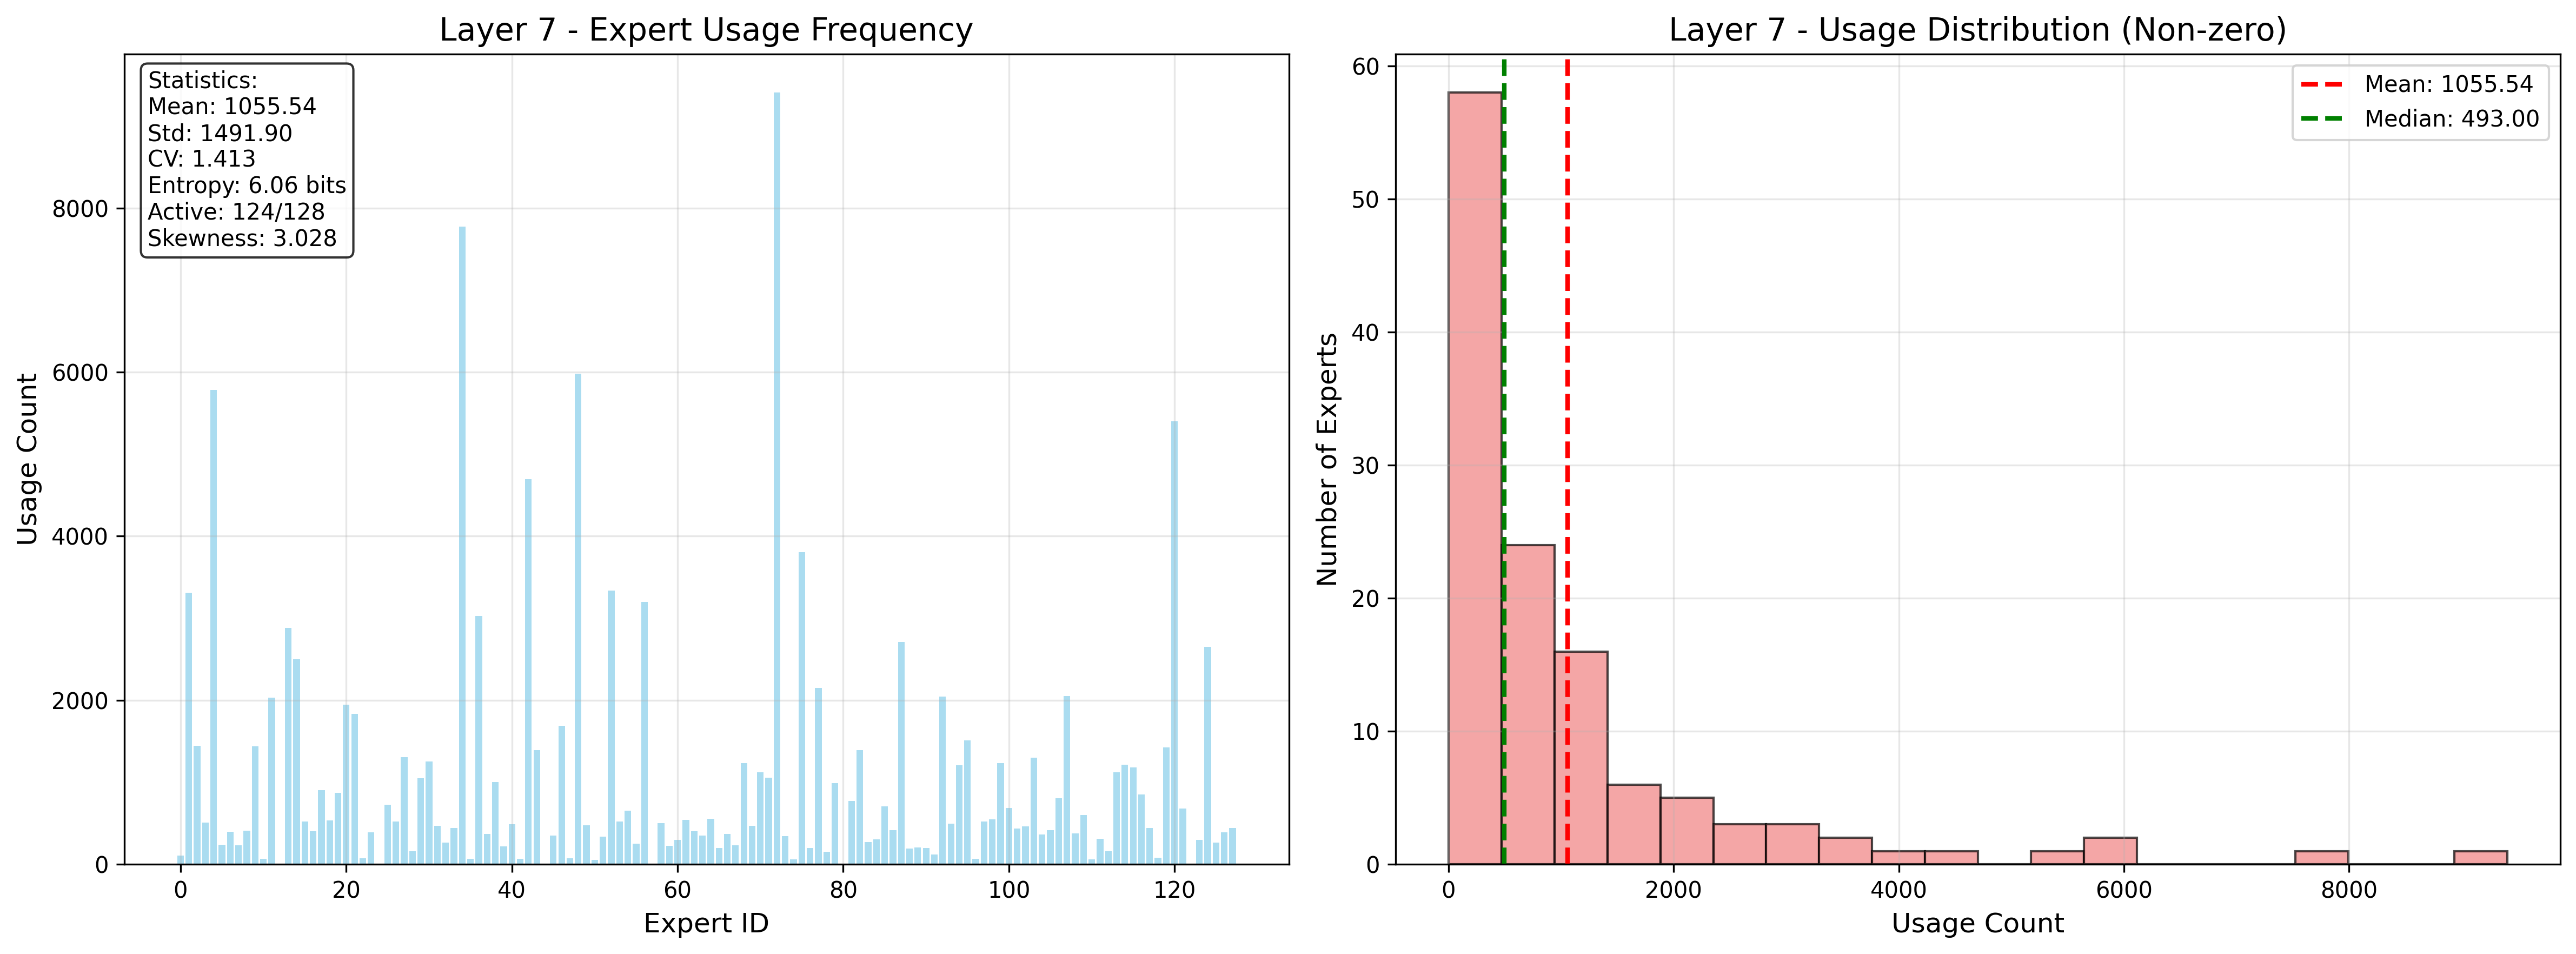 Layer 7 - Expert Usage Frequency
Statistics:
Mean: 1055.54
Std: 1491.90
CV: 1.413
Entropy: 6.06 bits
Active: 124/128
Skewness: 3.028
Usage Count
8000
6000
4000
2000
0
0 20 40 60 80 100 120
Expert ID
Layer 7 - Usage Distribution (Non-zero)
Mean: 1055.54
Median: 493.00
Number of Experts
60
50
40
30
20
10
0
0 2000 4000 6000 8000
Usage Count